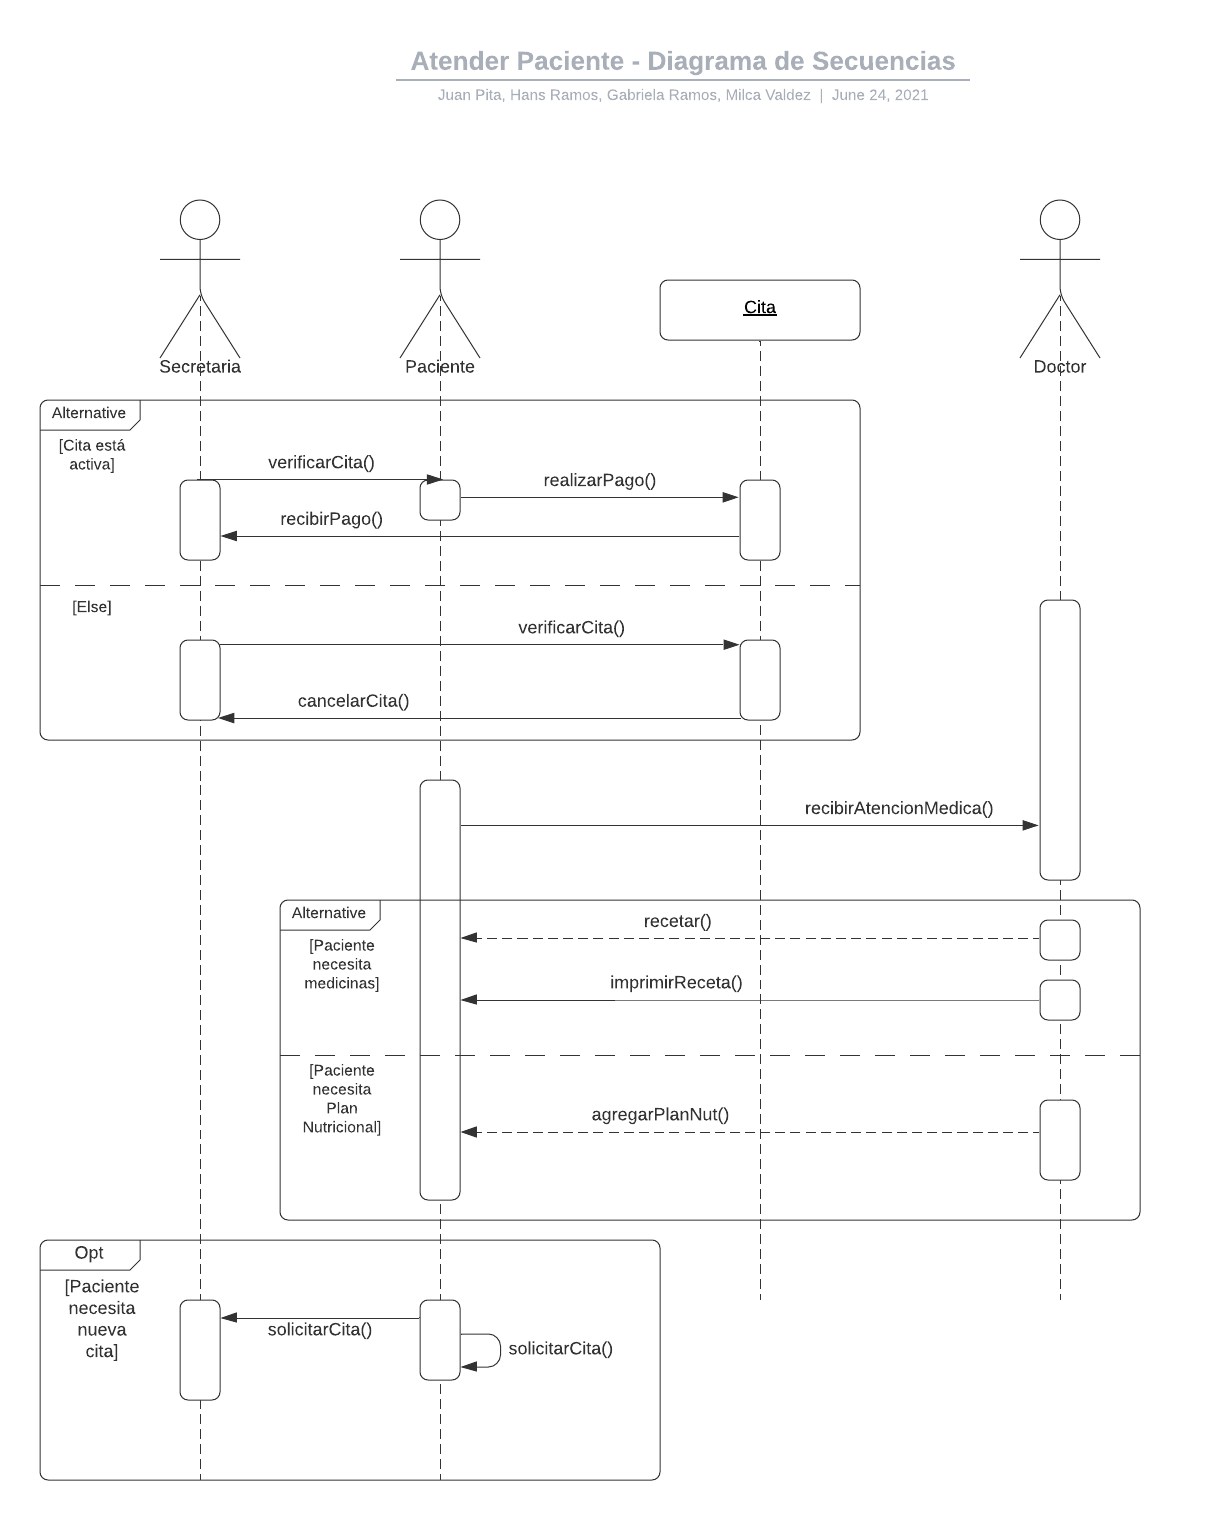 Atender Paciente - Diagrama de Secuencias
Juan Pita, Hans Ramos, Gabriela Ramos, Milca Valdez | June 24, 2021
Cita
Secretaria
Paciente
Doctor
Alternative
[Cita está
activa]
verificarCita()
realizarPago()
recibirPago()
[Else]
verificarCita()
cancelarCita()
recibirAtencionMedica()
Alternative
[Paciente
necesita
medicinas]
recetar()
imprimirReceta()
[Paciente
necesita
Plan
Nutricional]
agregarPlanNut()
Opt
[Paciente
necesita
nueva
cita]
solicitarCita()
solicitarCita()